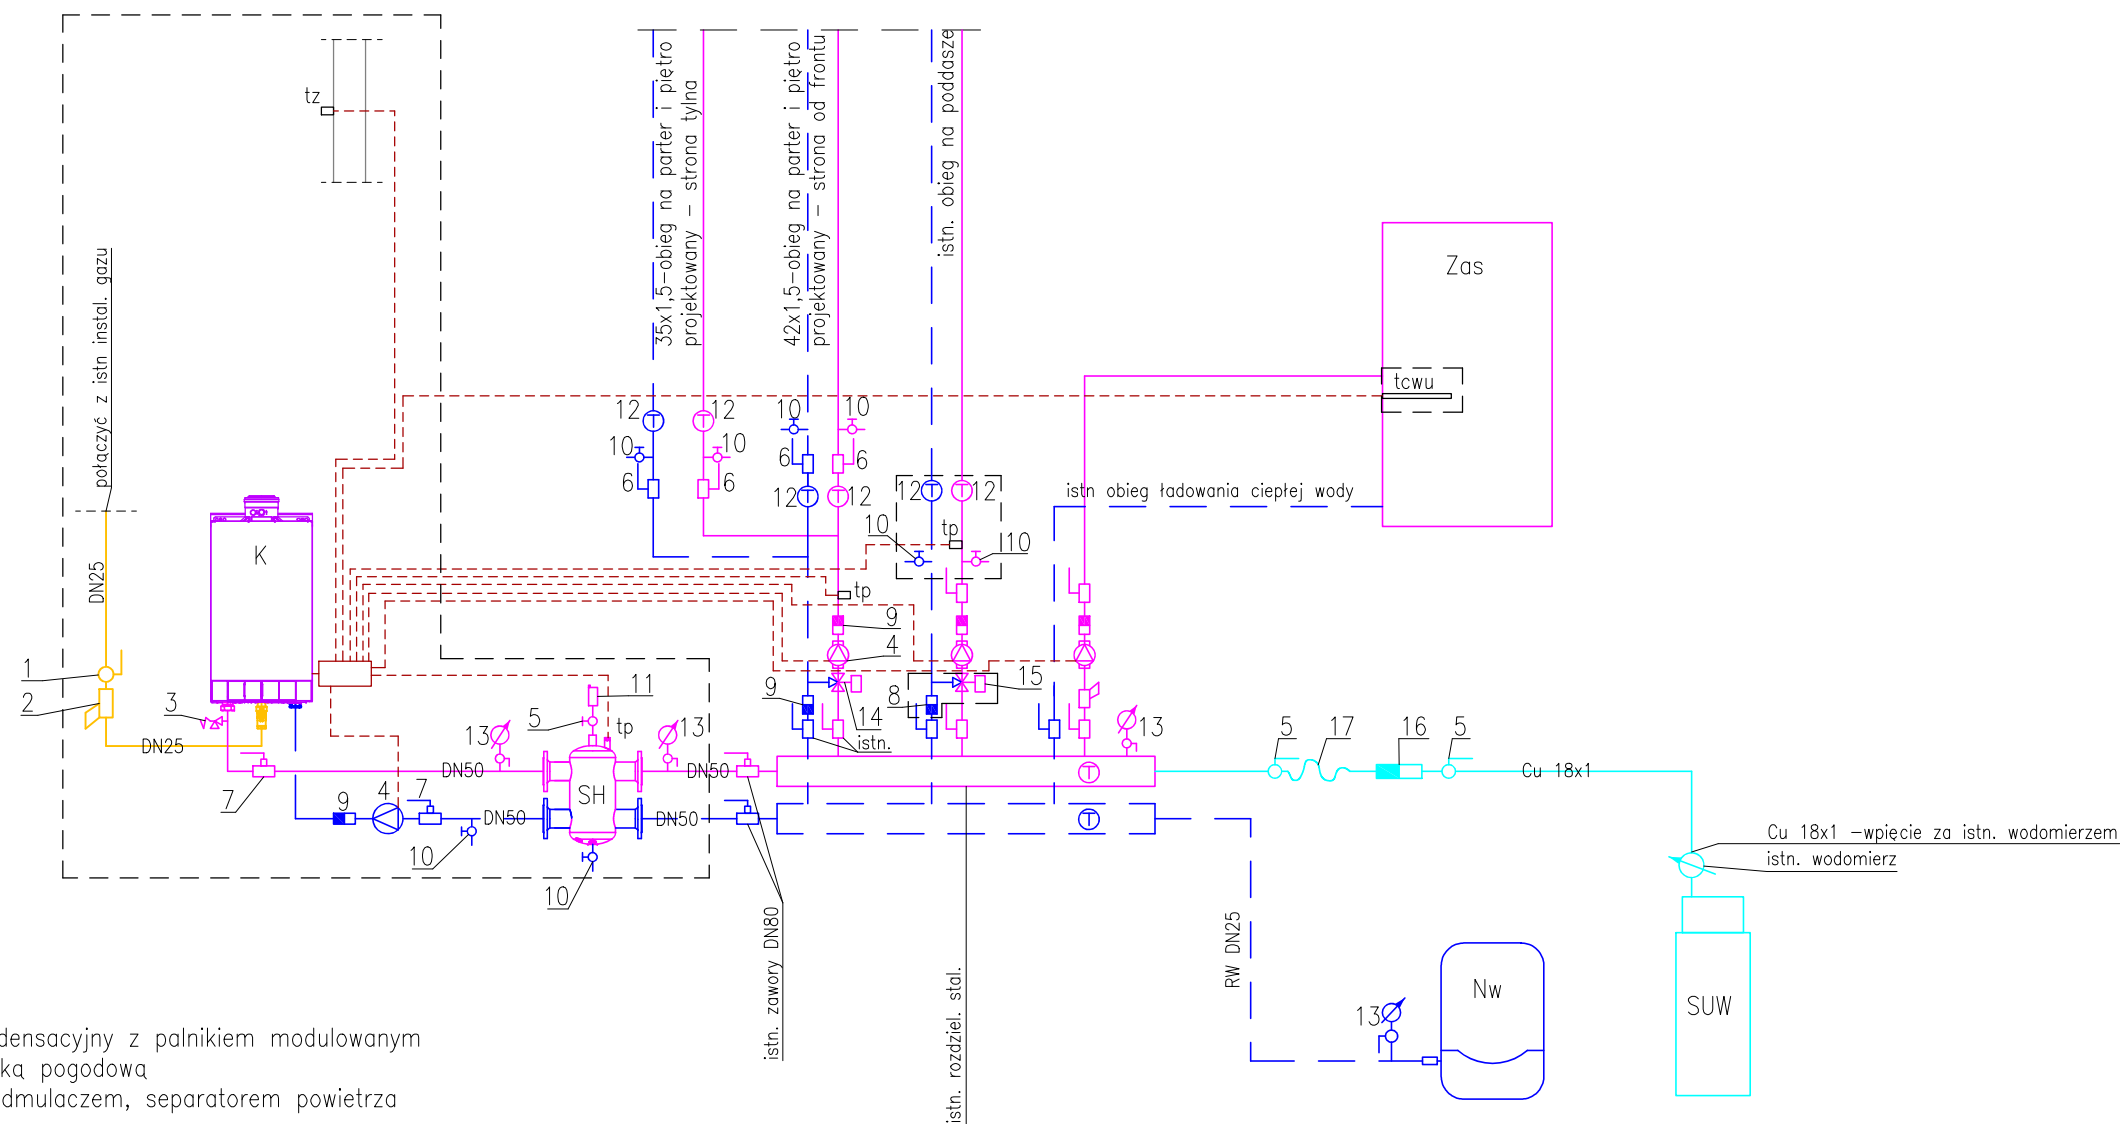 tz
35x1,5-obieg na parter i piętro
projektowany - strona tylna
42x1,5-obieg na parter i piętro
projektowany - strona od frontu
istn. obieg na poddasze
Zas
tcwu
połączyć z istn instal. gazu
12
12
10
10
6
6
10
10
6
6
12
12
12
12
10
tp
10
istn obieg ładowania ciepłej wody
K
DN25
tp
9
4
1
2
3
DN25
7
11
5
tp
13
13
9
14
istn.
8
15
13
DN50
DN50
SH
9
4
7
DN50
DN50
10
10
T
T
5
17
16
5
Cu 18x1
Cu 18x1 -wpięcie za istn. wodomierzem
istn. wodomierz
istn. zawory DN80
istn. rozdziel. stal.
RW DN25
13
Nw
SUW
densacyjny z palnikiem modulowanym
ką pogodową
dmulaczem, separatorem powietrza